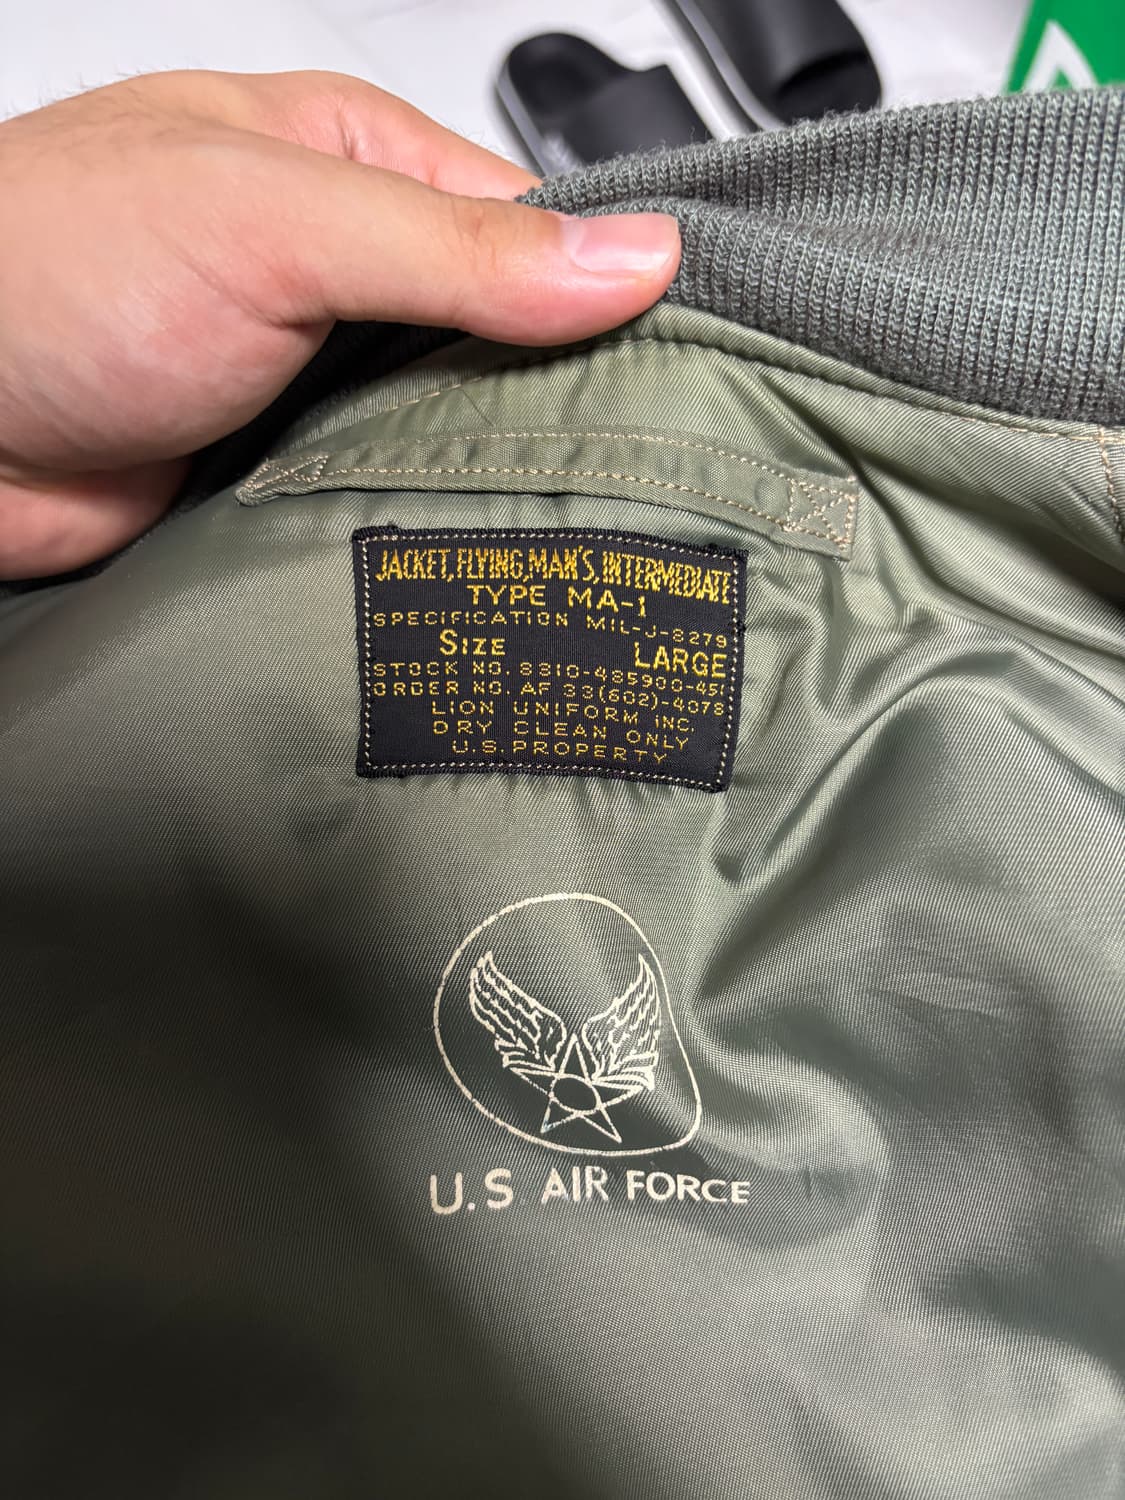 JACKET,FLYING,MAN'S,INTERMEDIATE
TYPE MA-1
SPECIFICATION MIL-J-8279
SIZE LARGE
STOCK NO. 8310-485900-451
ORDER NO. AF 33(602)-4078
LION UNIFORM INC.
DRY CLEAN ONLY
U.S. PROPERTY
U.S AIR FORCE